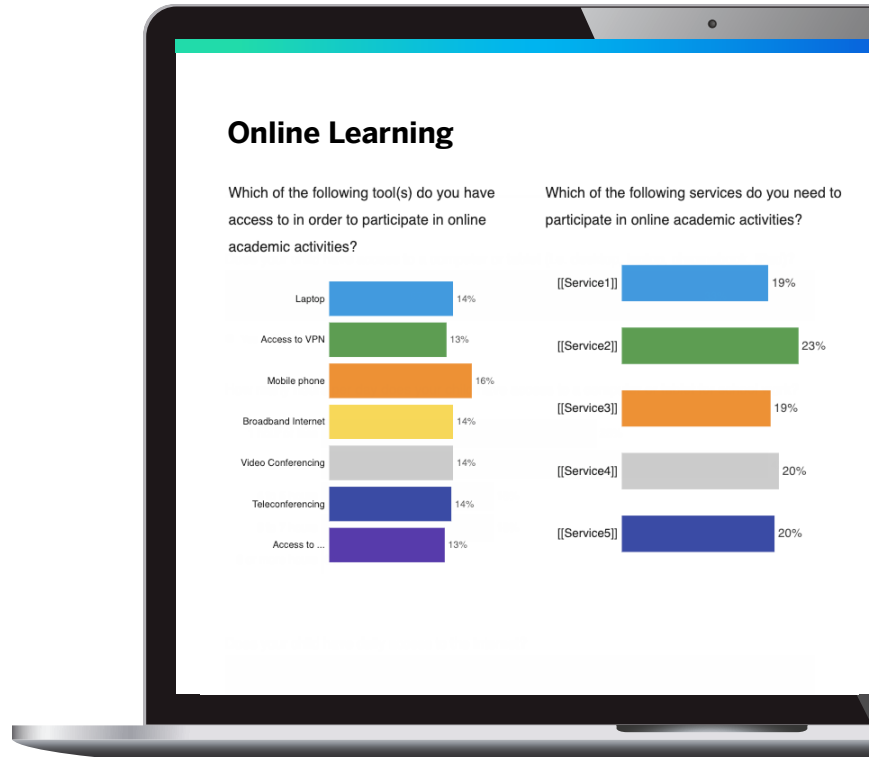 Online Learning
Which of the following tool(s) do you have
access to in order to participate in online
academic activities?
Laptop
14%
Access to VPN
13%
Mobile phone
16%
Broadband Internet
14%
Video Conferencing
14%
Teleconferencing
14%
Access to ...
13%
Which of the following services do you need to
participate in online academic activities?
[[Service1]]
19%
[[Service2]]
23%
[[Service3]]
19%
[[Service4]]
20%
[[Service5]]
20%